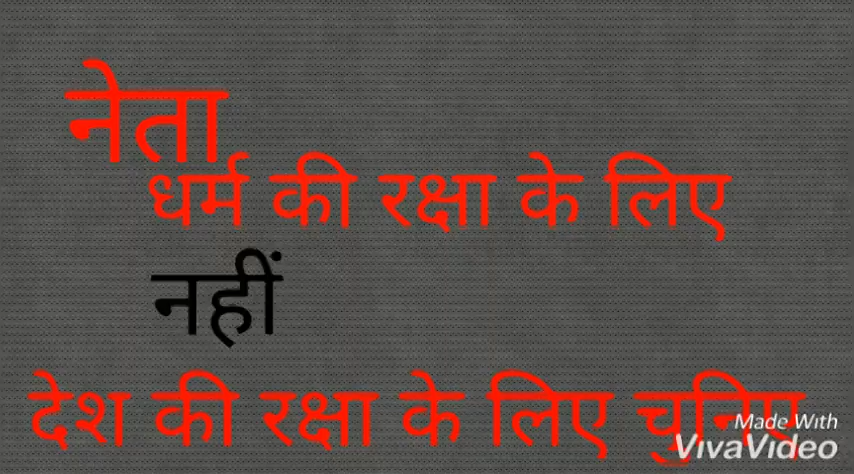 नेता
धर्म की रक्षा के लिए
नहीं
देश की रक्षा के लिए चुनिए
Made With
VivaVideo